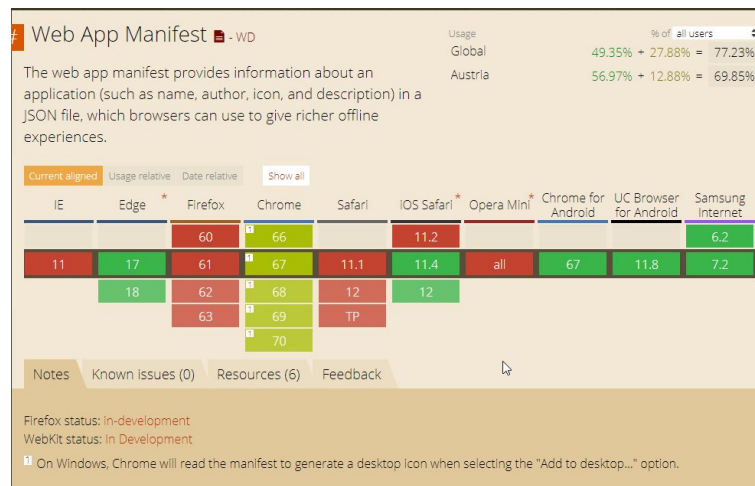 # Web App Manifest - WD
Usage % of all users
Global 49.35% + 27.88% = 77.23%
Austria 56.97% + 12.88% = 69.85%
The web app manifest provides information about an
application (such as name, author, icon, and description) in a
JSON file, which browsers can use to give richer offline
experiences.
Current aligned Usage relative Date relative Show all
IE Edge * Firefox Chrome Safari iOS Safari * Opera Mini * Chrome for Android UC Browser for Android Samsung Internet
60 1 66 11.2 6.2
11 17 61 1 67 11.1 11.4 all 67 11.8 7.2
18 62 1 68 12 12
63 1 69 TP
1 70
Notes Known issues (0) Resources (6) Feedback
Firefox status: in-development
WebKit status: In Development
1 On Windows, Chrome will read the manifest to generate a desktop icon when selecting the "Add to desktop..." option.